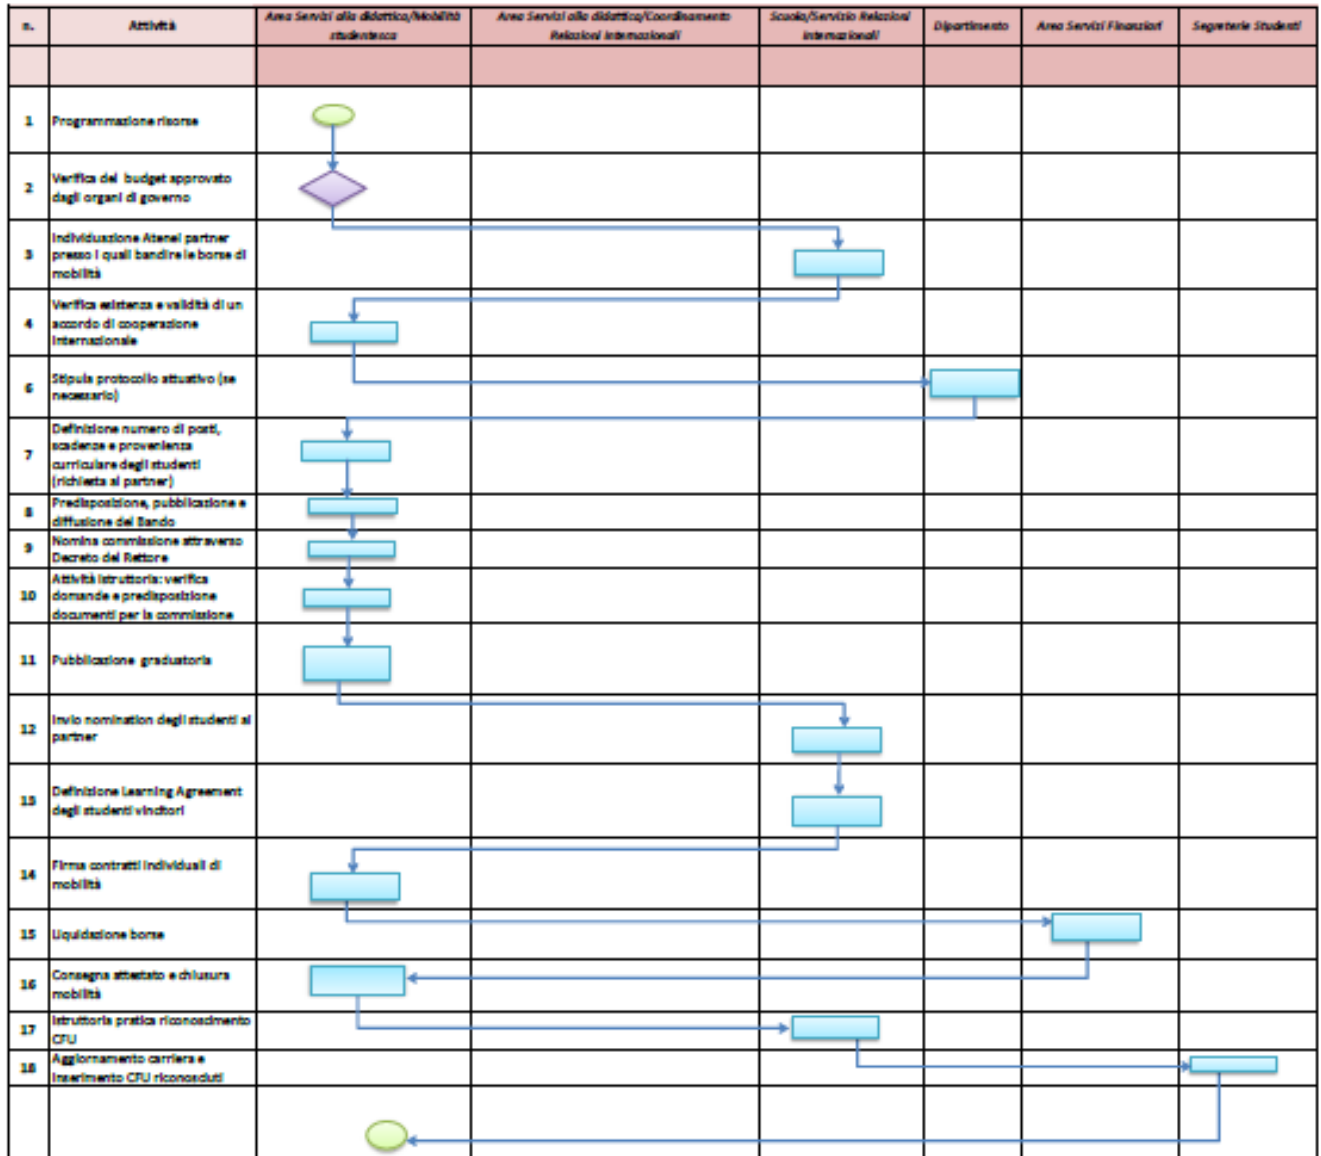 n.
Attività
Area Servizi alla didattica/Mobilità
studentesca
Area Servizi alla didattica/Coordinamento
Relazioni Internazionali
Scuola/Servizio Relazioni
Internazionali
Dipartimento
Area Servizi Finanziari
Segreterie Studenti
1
Programmazione risorse
2
Verifica del budget approvato
dagli organi di governo
3
Individuazione Atenei partner
presso i quali bandire le borse di
mobilità
4
Verifica esistenza e validità di un
accordo di cooperazione
internazionale
6
Stipula protocollo attuativo (se
necessario)
7
Definizione numero di posti,
scadenze e provenienza
curriculare degli studenti
(richiesta al partner)
8
Predisposizione, pubblicazione e
diffusione del Bando
9
Nomina commissione attraverso
Decreto del Rettore
10
Attività istruttoria: verifica
domande e predisposizione
documenti per la commissione
11
Pubblicazione graduatoria
12
Invio nomination degli studenti al
partner
13
Definizione Learning Agreement
degli studenti vincitori
14
Firma contratti individuali di
mobilità
15
Liquidazione borse
16
Consegna attestato e chiusura
mobilità
17
Istruttoria pratica riconoscimento
CFU
18
Aggiornamento carriera e
inserimento CFU riconosciuti